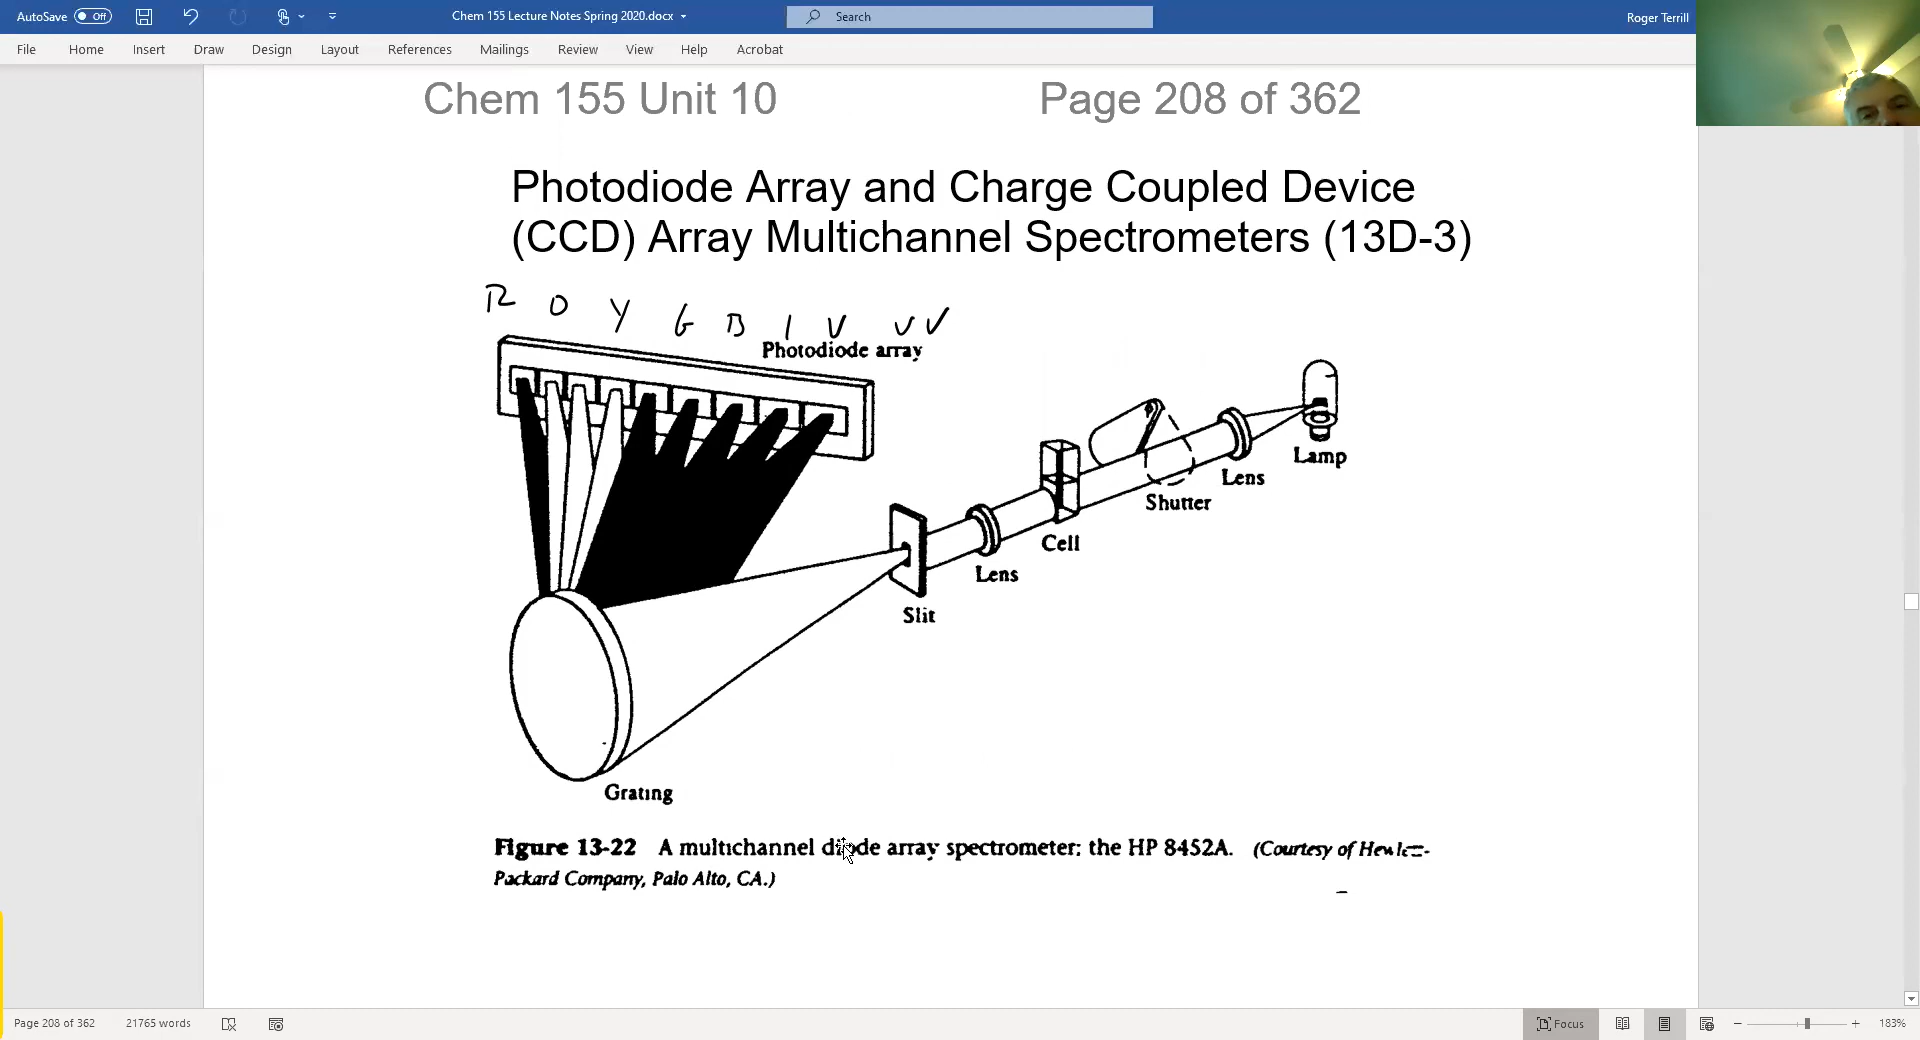 AutoSave Off Chem 155 Lecture Notes Spring 2020.docx Search Roger Terrill
File Home Insert Draw Design Layout References Mailings Review View Help Acrobat
Chem 155 Unit 10 Page 208 of 362
Photodiode Array and Charge Coupled Device
(CCD) Array Multichannel Spectrometers (13D-3)
R O Y G B I V UV
Photodiode array
Lamp
Lens
Shutter
Cell
Lens
Slit
Grating
Figure 13-22 A multichannel diode array spectrometer: the HP 8452A. (Courtesy of Hewlett-
Packard Company, Palo Alto, CA.)
Page 208 of 362 21765 words Focus 183%